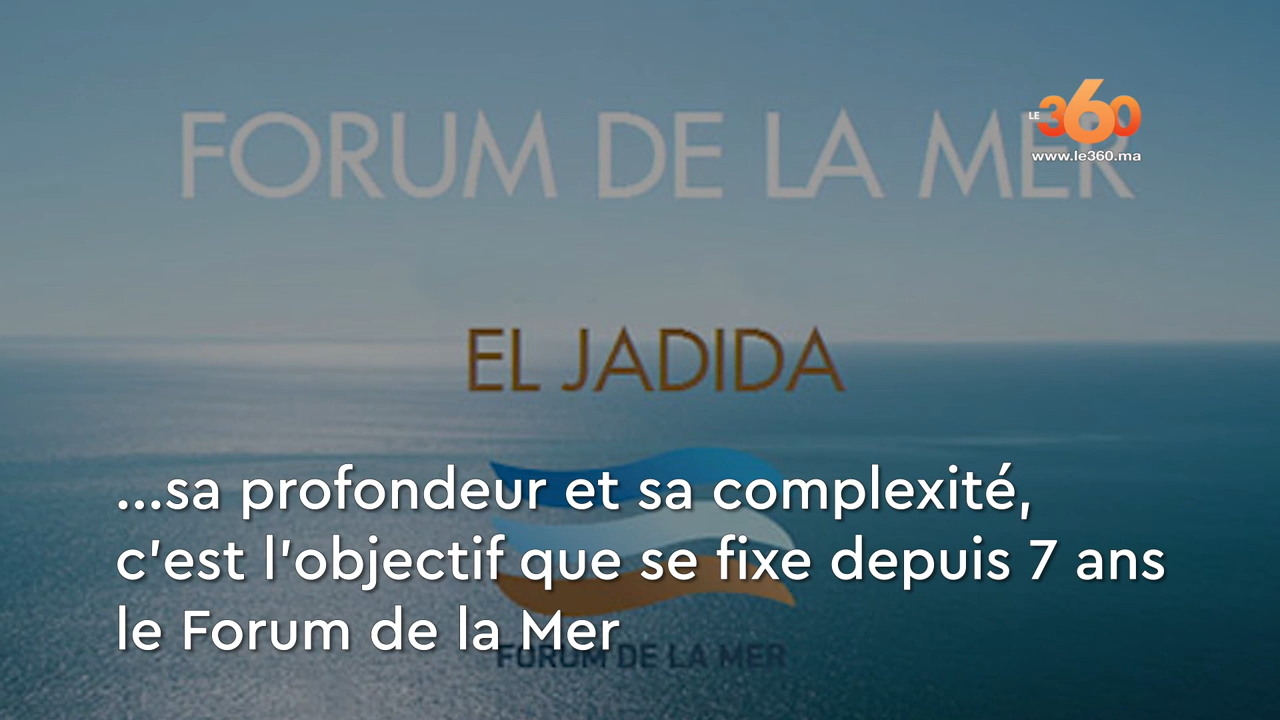 FORUM DE LA MER
LE 360
www.le360.ma
EL JADIDA
...sa profondeur et sa complexité,
c'est l'objectif que se fixe depuis 7 ans
le Forum de la Mer
FORUM DE LA MER